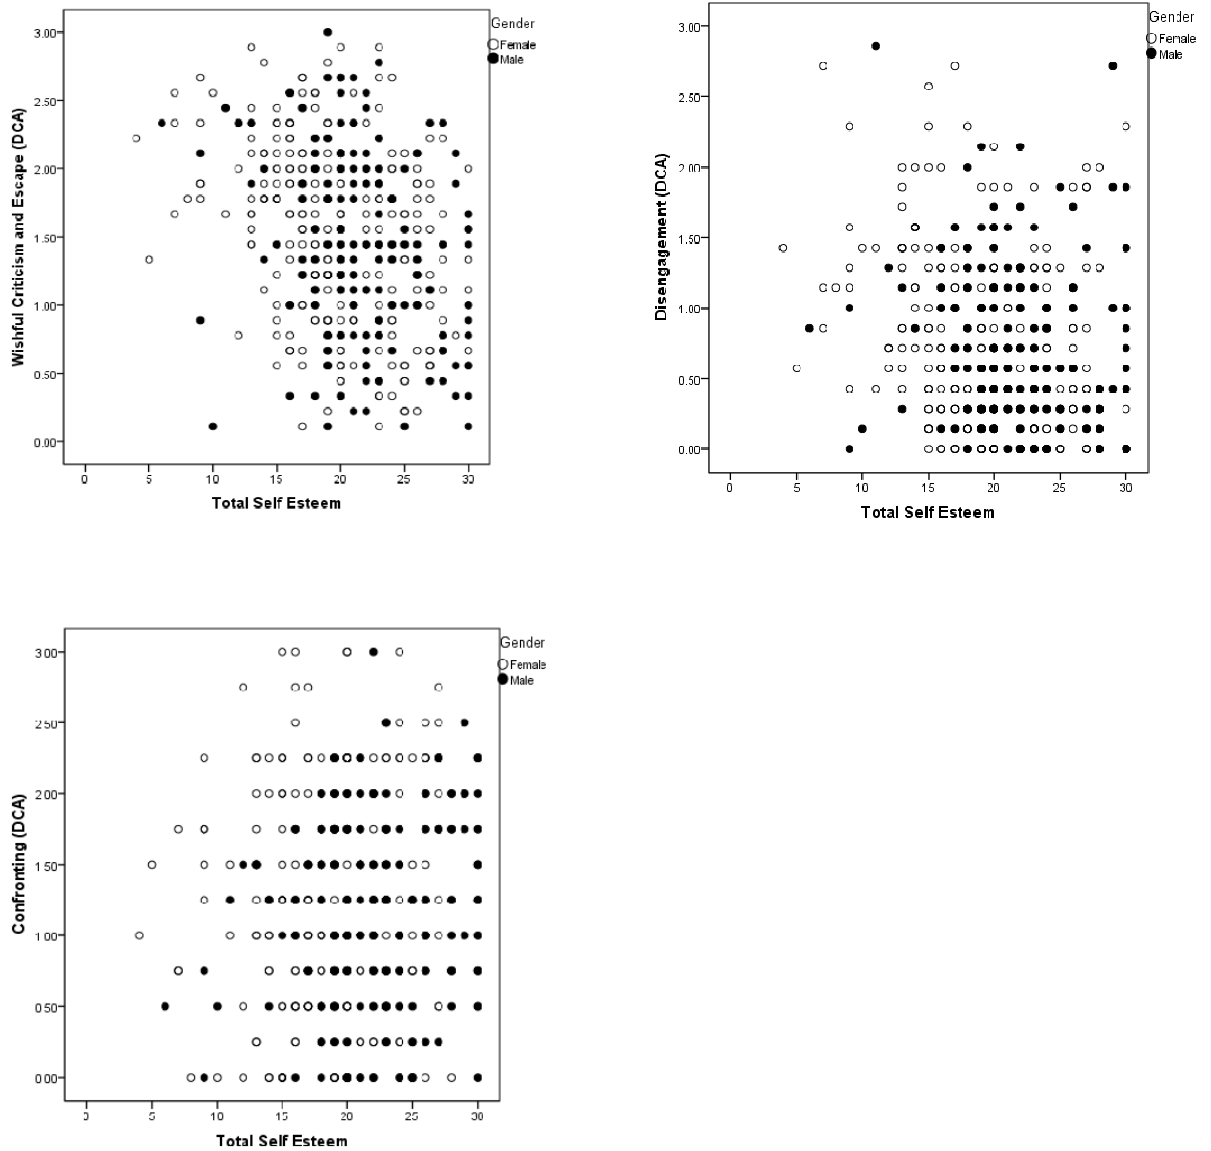 Gender
Female
Male
3.00
2.50
2.00
1.50
1.00
0.50
0.00
Wishful Criticism and Escape (DCA)
0 5 10 15 20 25 30
Total Self Esteem
Gender
Female
Male
3.00
2.50
2.00
1.50
1.00
0.50
0.00
Disengagement (DCA)
0 5 10 15 20 25 30
Total Self Esteem
Gender
Female
Male
3.00
2.50
2.00
1.50
1.00
0.50
0.00
Confronting (DCA)
0 5 10 15 20 25 30
Total Self Esteem